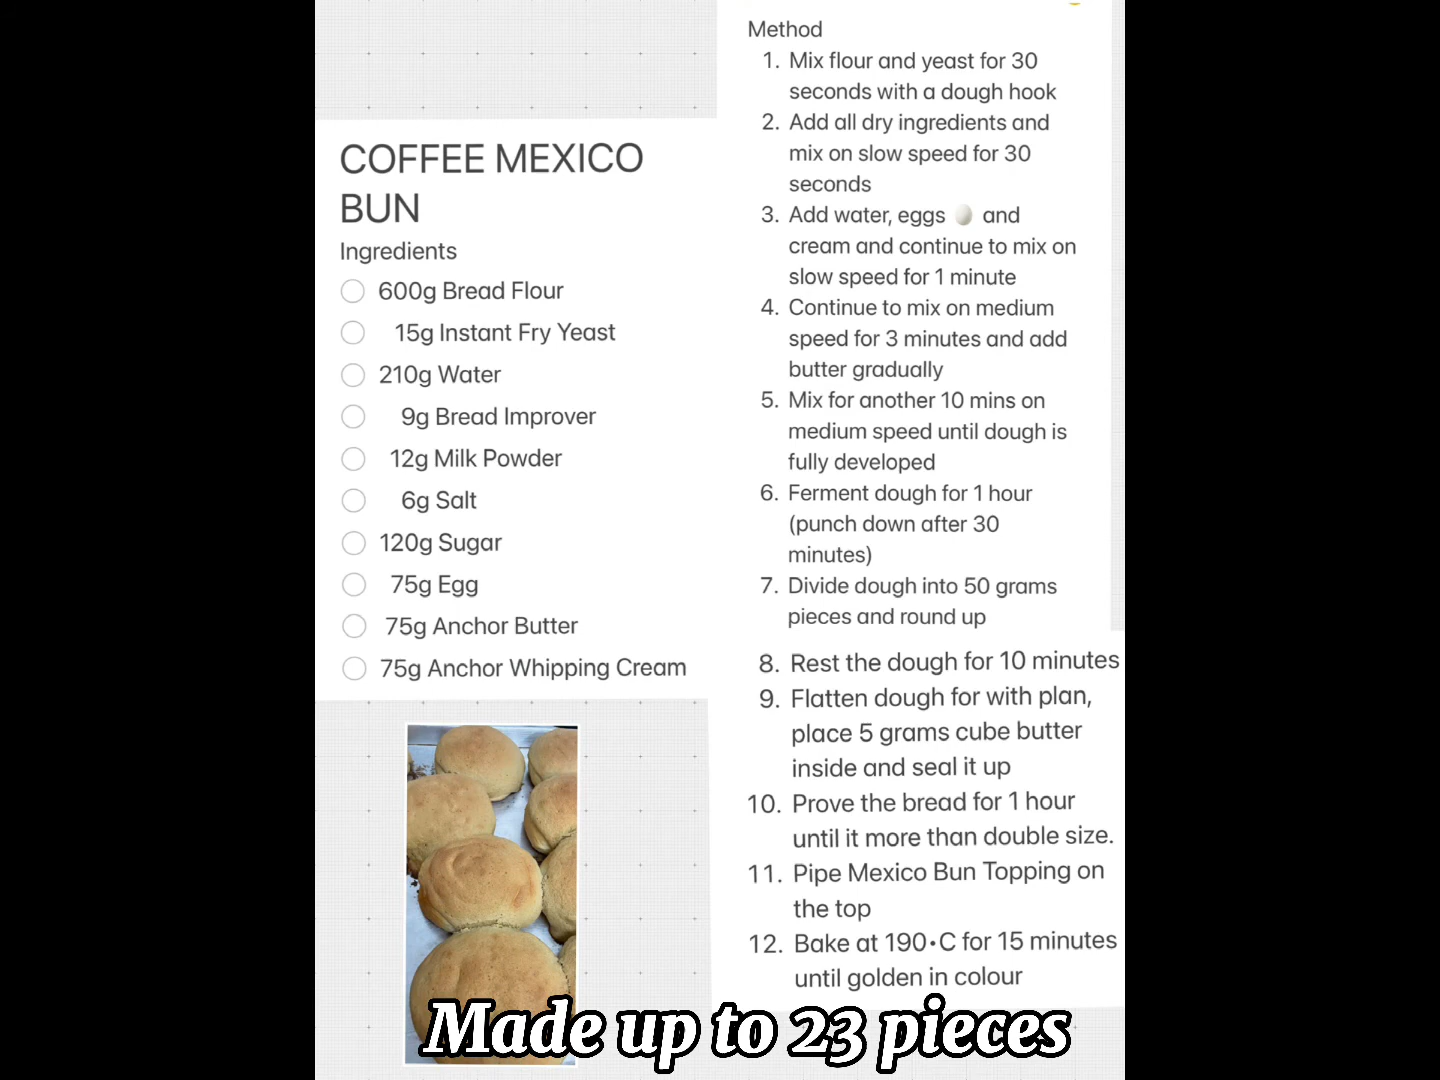 COFFEE MEXICO
BUN
Ingredients
600g Bread Flour
15g Instant Fry Yeast
210g Water
9g Bread Improver
12g Milk Powder
6g Salt
120g Sugar
75g Egg
75g Anchor Butter
75g Anchor Whipping Cream
Method
1. Mix flour and yeast for 30
seconds with a dough hook
2. Add all dry ingredients and
mix on slow speed for 30
seconds
3. Add water, eggs 🥚 and
cream and continue to mix on
slow speed for 1 minute
4. Continue to mix on medium
speed for 3 minutes and add
butter gradually
5. Mix for another 10 mins on
medium speed until dough is
fully developed
6. Ferment dough for 1 hour
(punch down after 30
minutes)
7. Divide dough into 50 grams
pieces and round up
8. Rest the dough for 10 minutes
9. Flatten dough for with plan,
place 5 grams cube butter
inside and seal it up
10. Prove the bread for 1 hour
until it more than double size.
11. Pipe Mexico Bun Topping on
the top
12. Bake at 190•C for 15 minutes
until golden in colour
Made up to 23 pieces